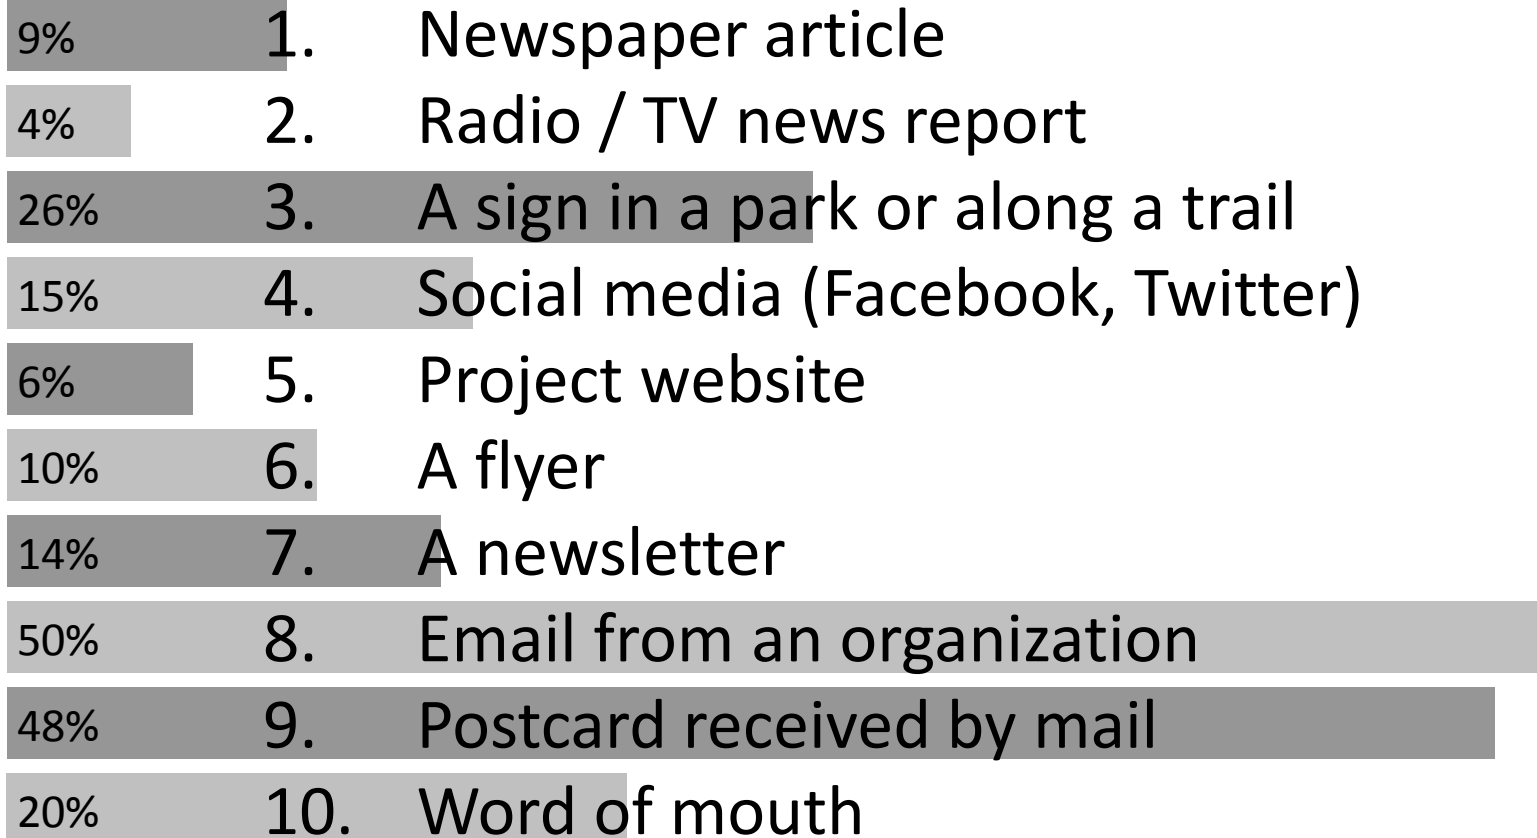 9% 1. Newspaper article
4% 2. Radio / TV news report
26% 3. A sign in a park or along a trail
15% 4. Social media (Facebook, Twitter)
6% 5. Project website
10% 6. A flyer
14% 7. A newsletter
50% 8. Email from an organization
48% 9. Postcard received by mail
20% 10. Word of mouth